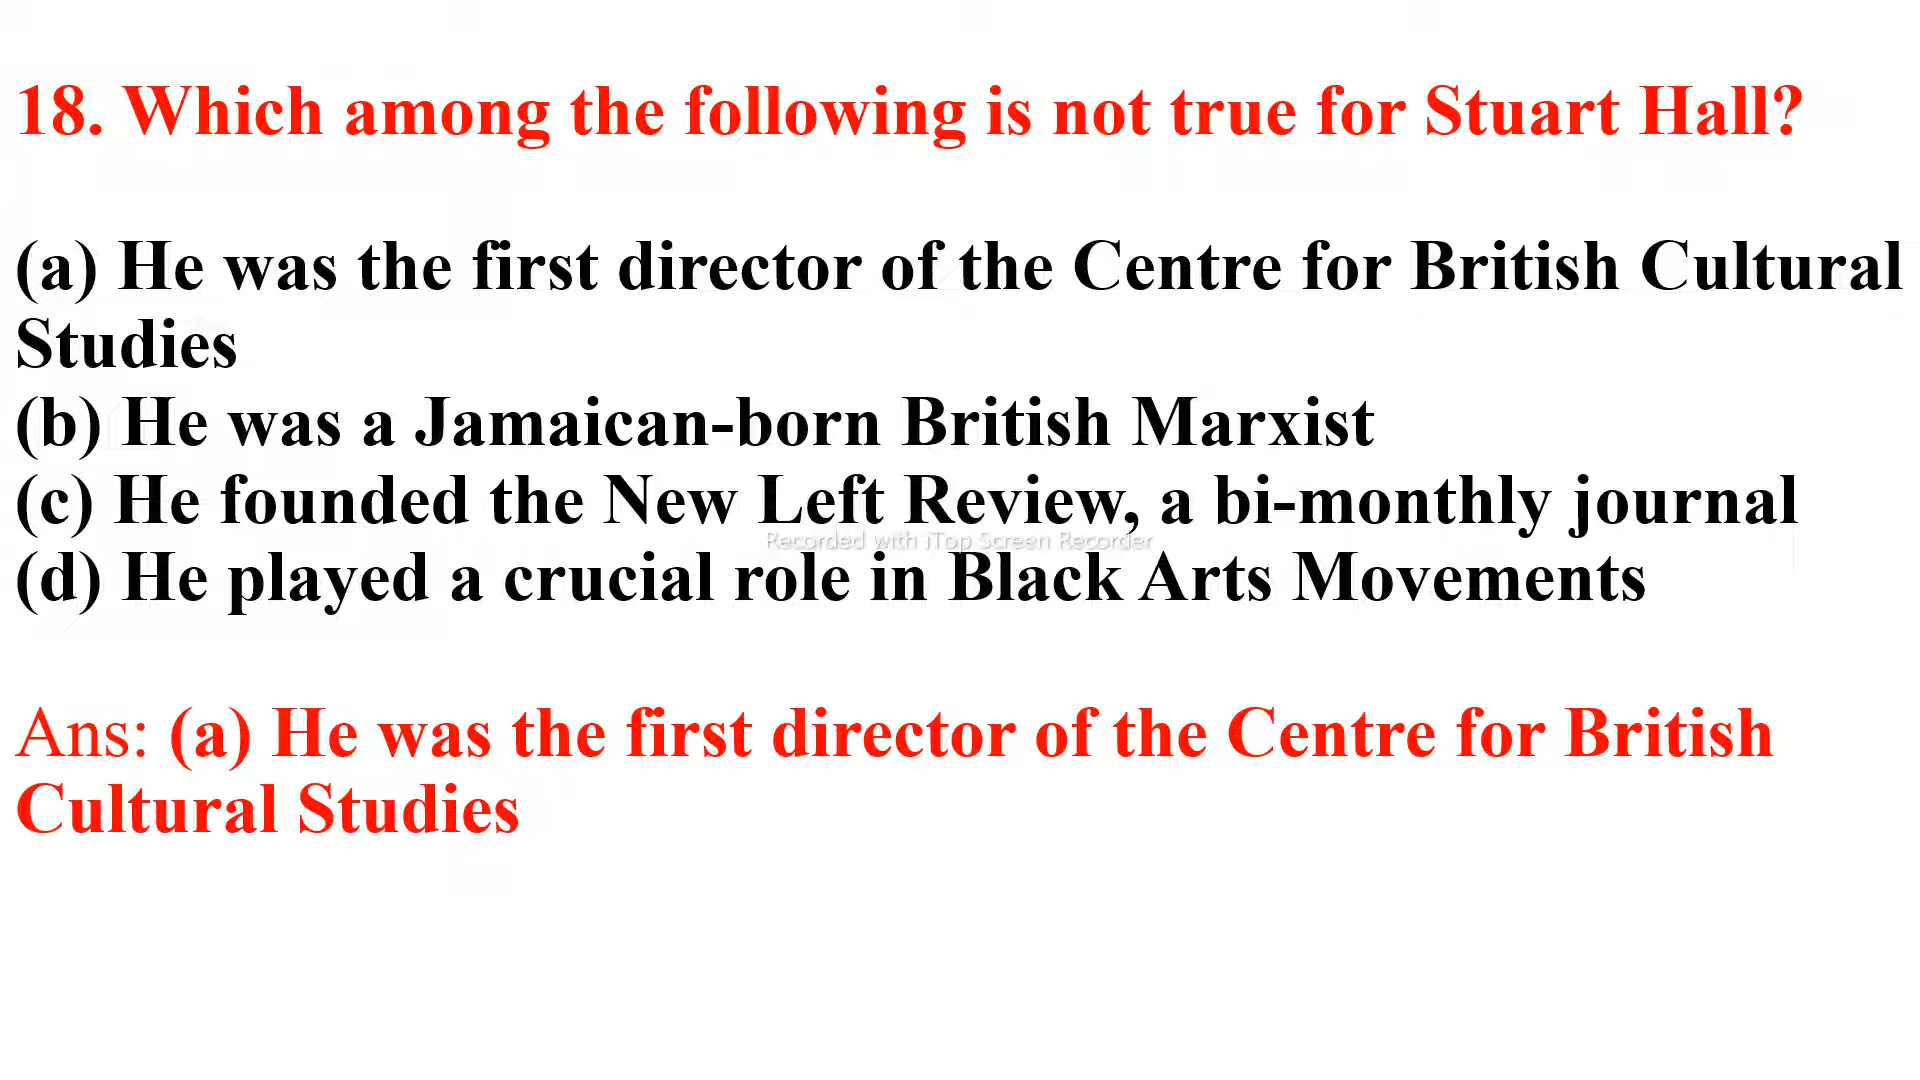 18. Which among the following is not true for Stuart Hall?
(a) He was the first director of the Centre for British Cultural
Studies
(b) He was a Jamaican-born British Marxist
(c) He founded the New Left Review, a bi-monthly journal
Recorded with iTop Screen Recorder
(d) He played a crucial role in Black Arts Movements
Ans: (a) He was the first director of the Centre for British
Cultural Studies